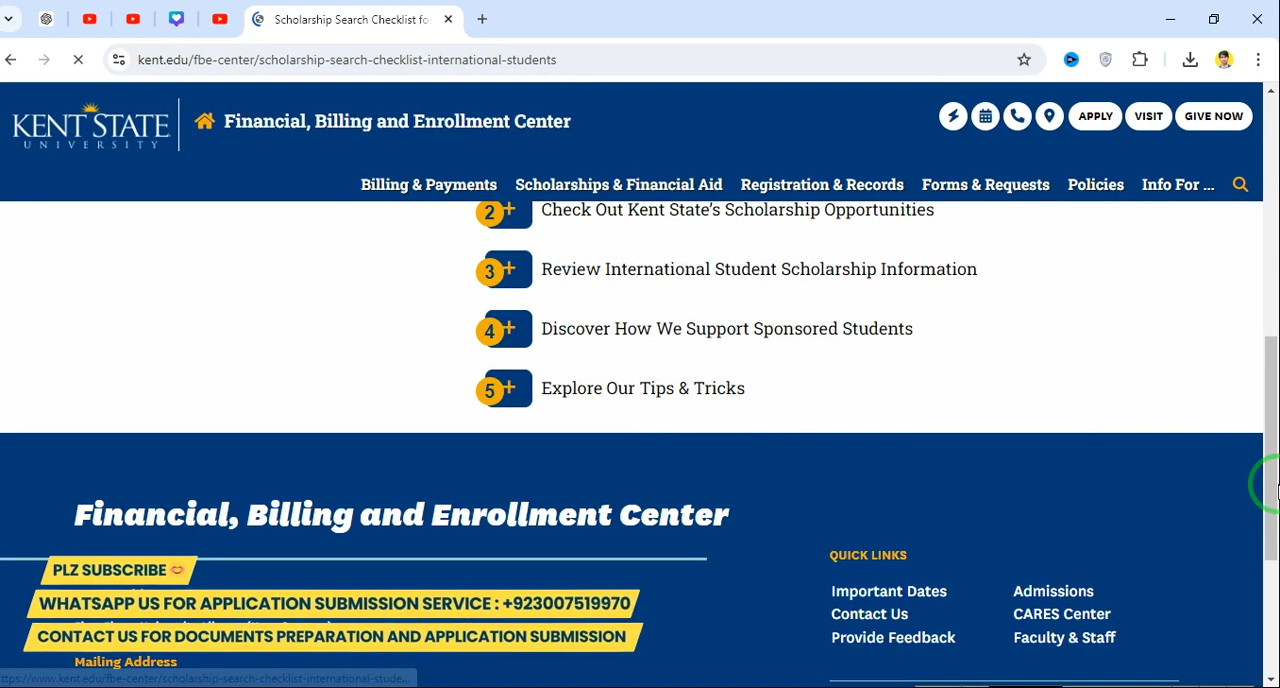 Scholarship Search Checklist fo
kent.edu/fbe-center/scholarship-search-checklist-international-students
KENT STATE
UNIVERSITY
Financial, Billing and Enrollment Center
APPLY
VISIT
GIVE NOW
Billing & Payments
Scholarships & Financial Aid
Registration & Records
Forms & Requests
Policies
Info For ...
2+ Check Out Kent State's Scholarship Opportunities
3+ Review International Student Scholarship Information
4+ Discover How We Support Sponsored Students
5+ Explore Our Tips & Tricks
Financial, Billing and Enrollment Center
PLZ SUBSCRIBE
WHATSAPP US FOR APPLICATION SUBMISSION SERVICE : +923007519970
CONTACT US FOR DOCUMENTS PREPARATION AND APPLICATION SUBMISSION
Mailing Address
QUICK LINKS
Important Dates
Admissions
Contact Us
CARES Center
Provide Feedback
Faculty & Staff
https://www.kent.edu/fbe-center/scholarship-search-checklist-international-stude...